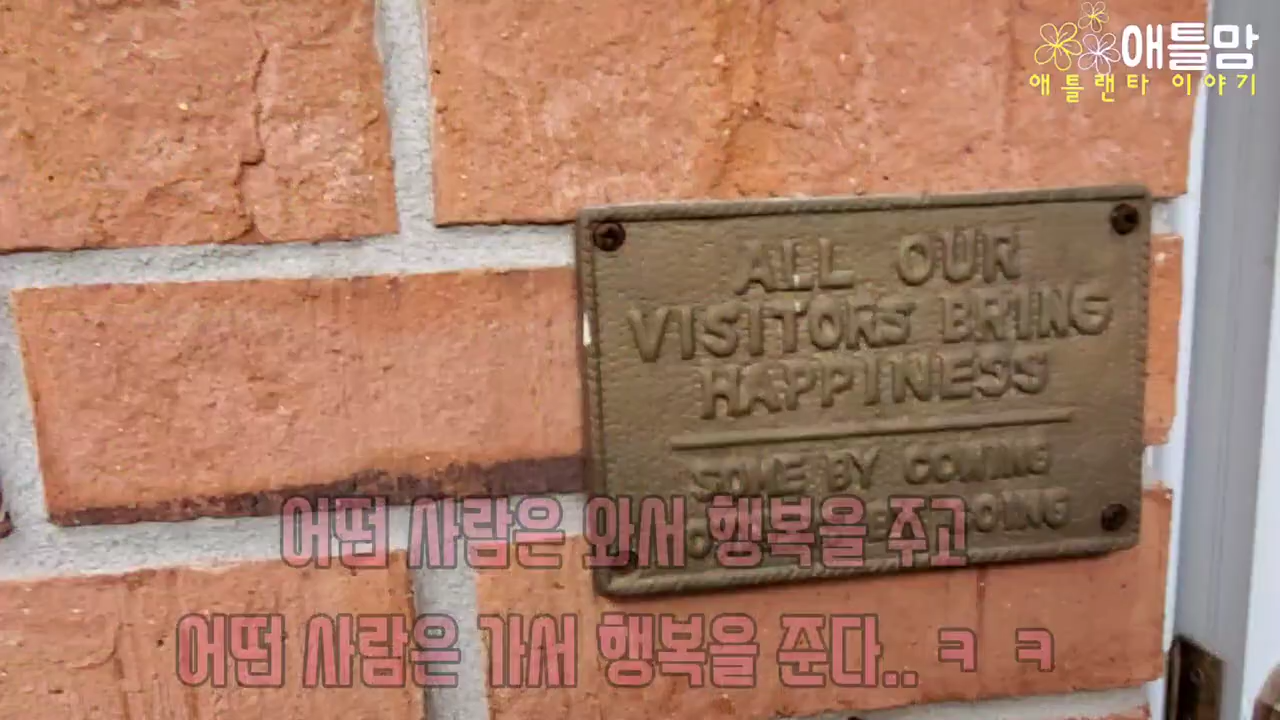 애틀맘
애틀랜타 이야기
ALL OUR
VISITORS BRING
HAPPINESS
SOME BY COMING
GOING
어떤 사람은 와서 행복을 주고
어떤 사람은 가서 행복을 준다.. ㅋ ㅋ